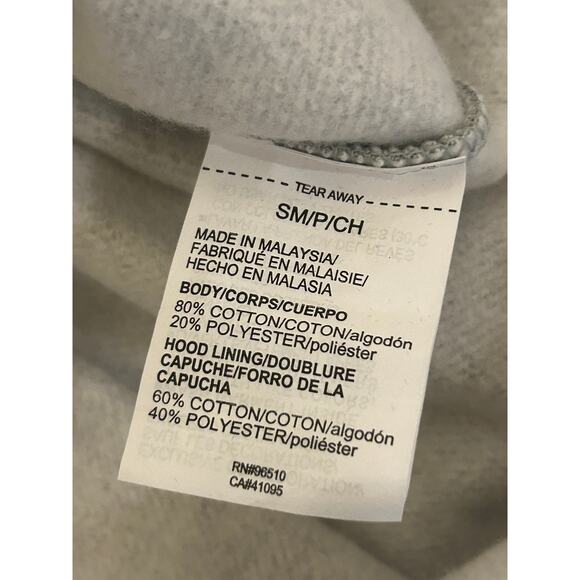 TEAR AWAY
SM/P/CH
MADE IN MALAYSIA/
FABRIQUÉ EN MALAISIE/
HECHO EN MALASIA
BODY/CORPS/CUERPO
80% COTTON/COTON/algodón
20% POLYESTER/poliéster
HOOD LINING/DOUBLURE
CAPUCHE/FORRO DE LA
CAPUCHA
60% COTTON/COTON/algodón
40% POLYESTER/poliéster
RN#96510
CA#41095